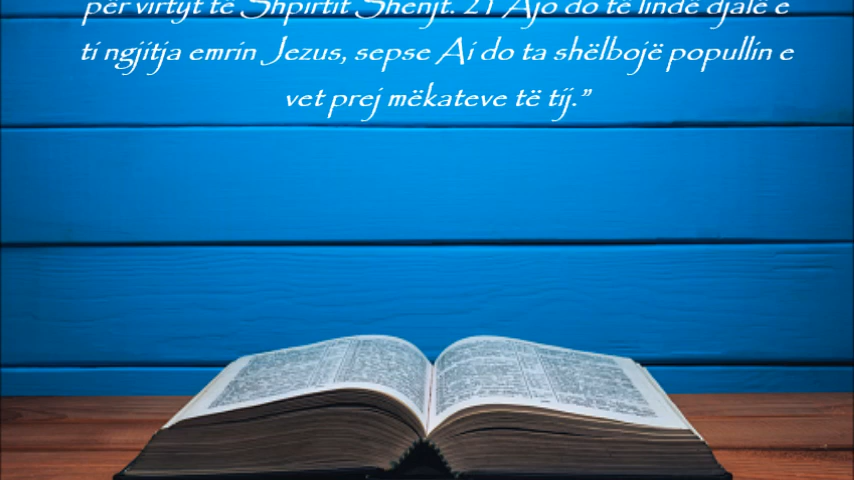 për virtyt të Shpirtit Shenjt. 21 Ajo do të lindë djalë e
ti ngjitja emrin Jezus, sepse Ai do ta shëlbojë popullin e
vet prej mëkateve të tij.”